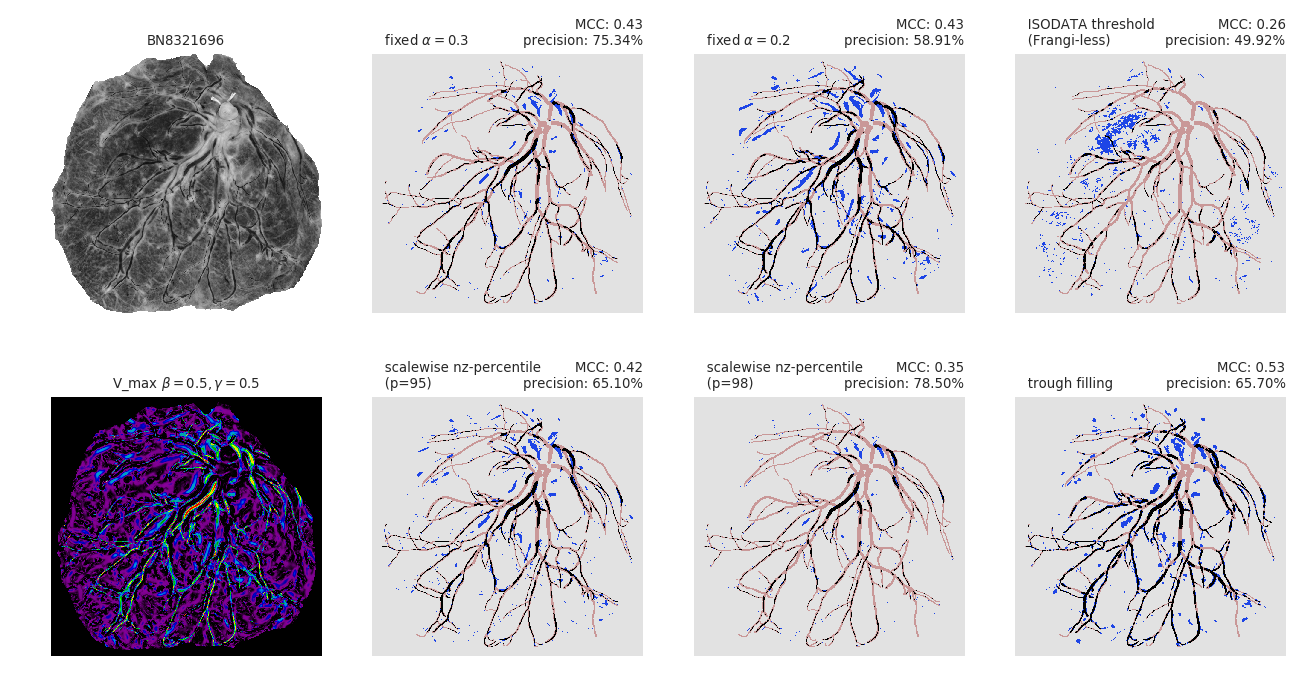 BN8321696
MCC: 0.43
fixed α = 0.3 precision: 75.34%
MCC: 0.43
fixed α = 0.2 precision: 58.91%
ISODATA threshold MCC: 0.26
(Frangi-less) precision: 49.92%
V_max β = 0.5, γ = 0.5
scalewise nz-percentile MCC: 0.42
(p=95) precision: 65.10%
scalewise nz-percentile MCC: 0.35
(p=98) precision: 78.50%
MCC: 0.53
trough filling precision: 65.70%